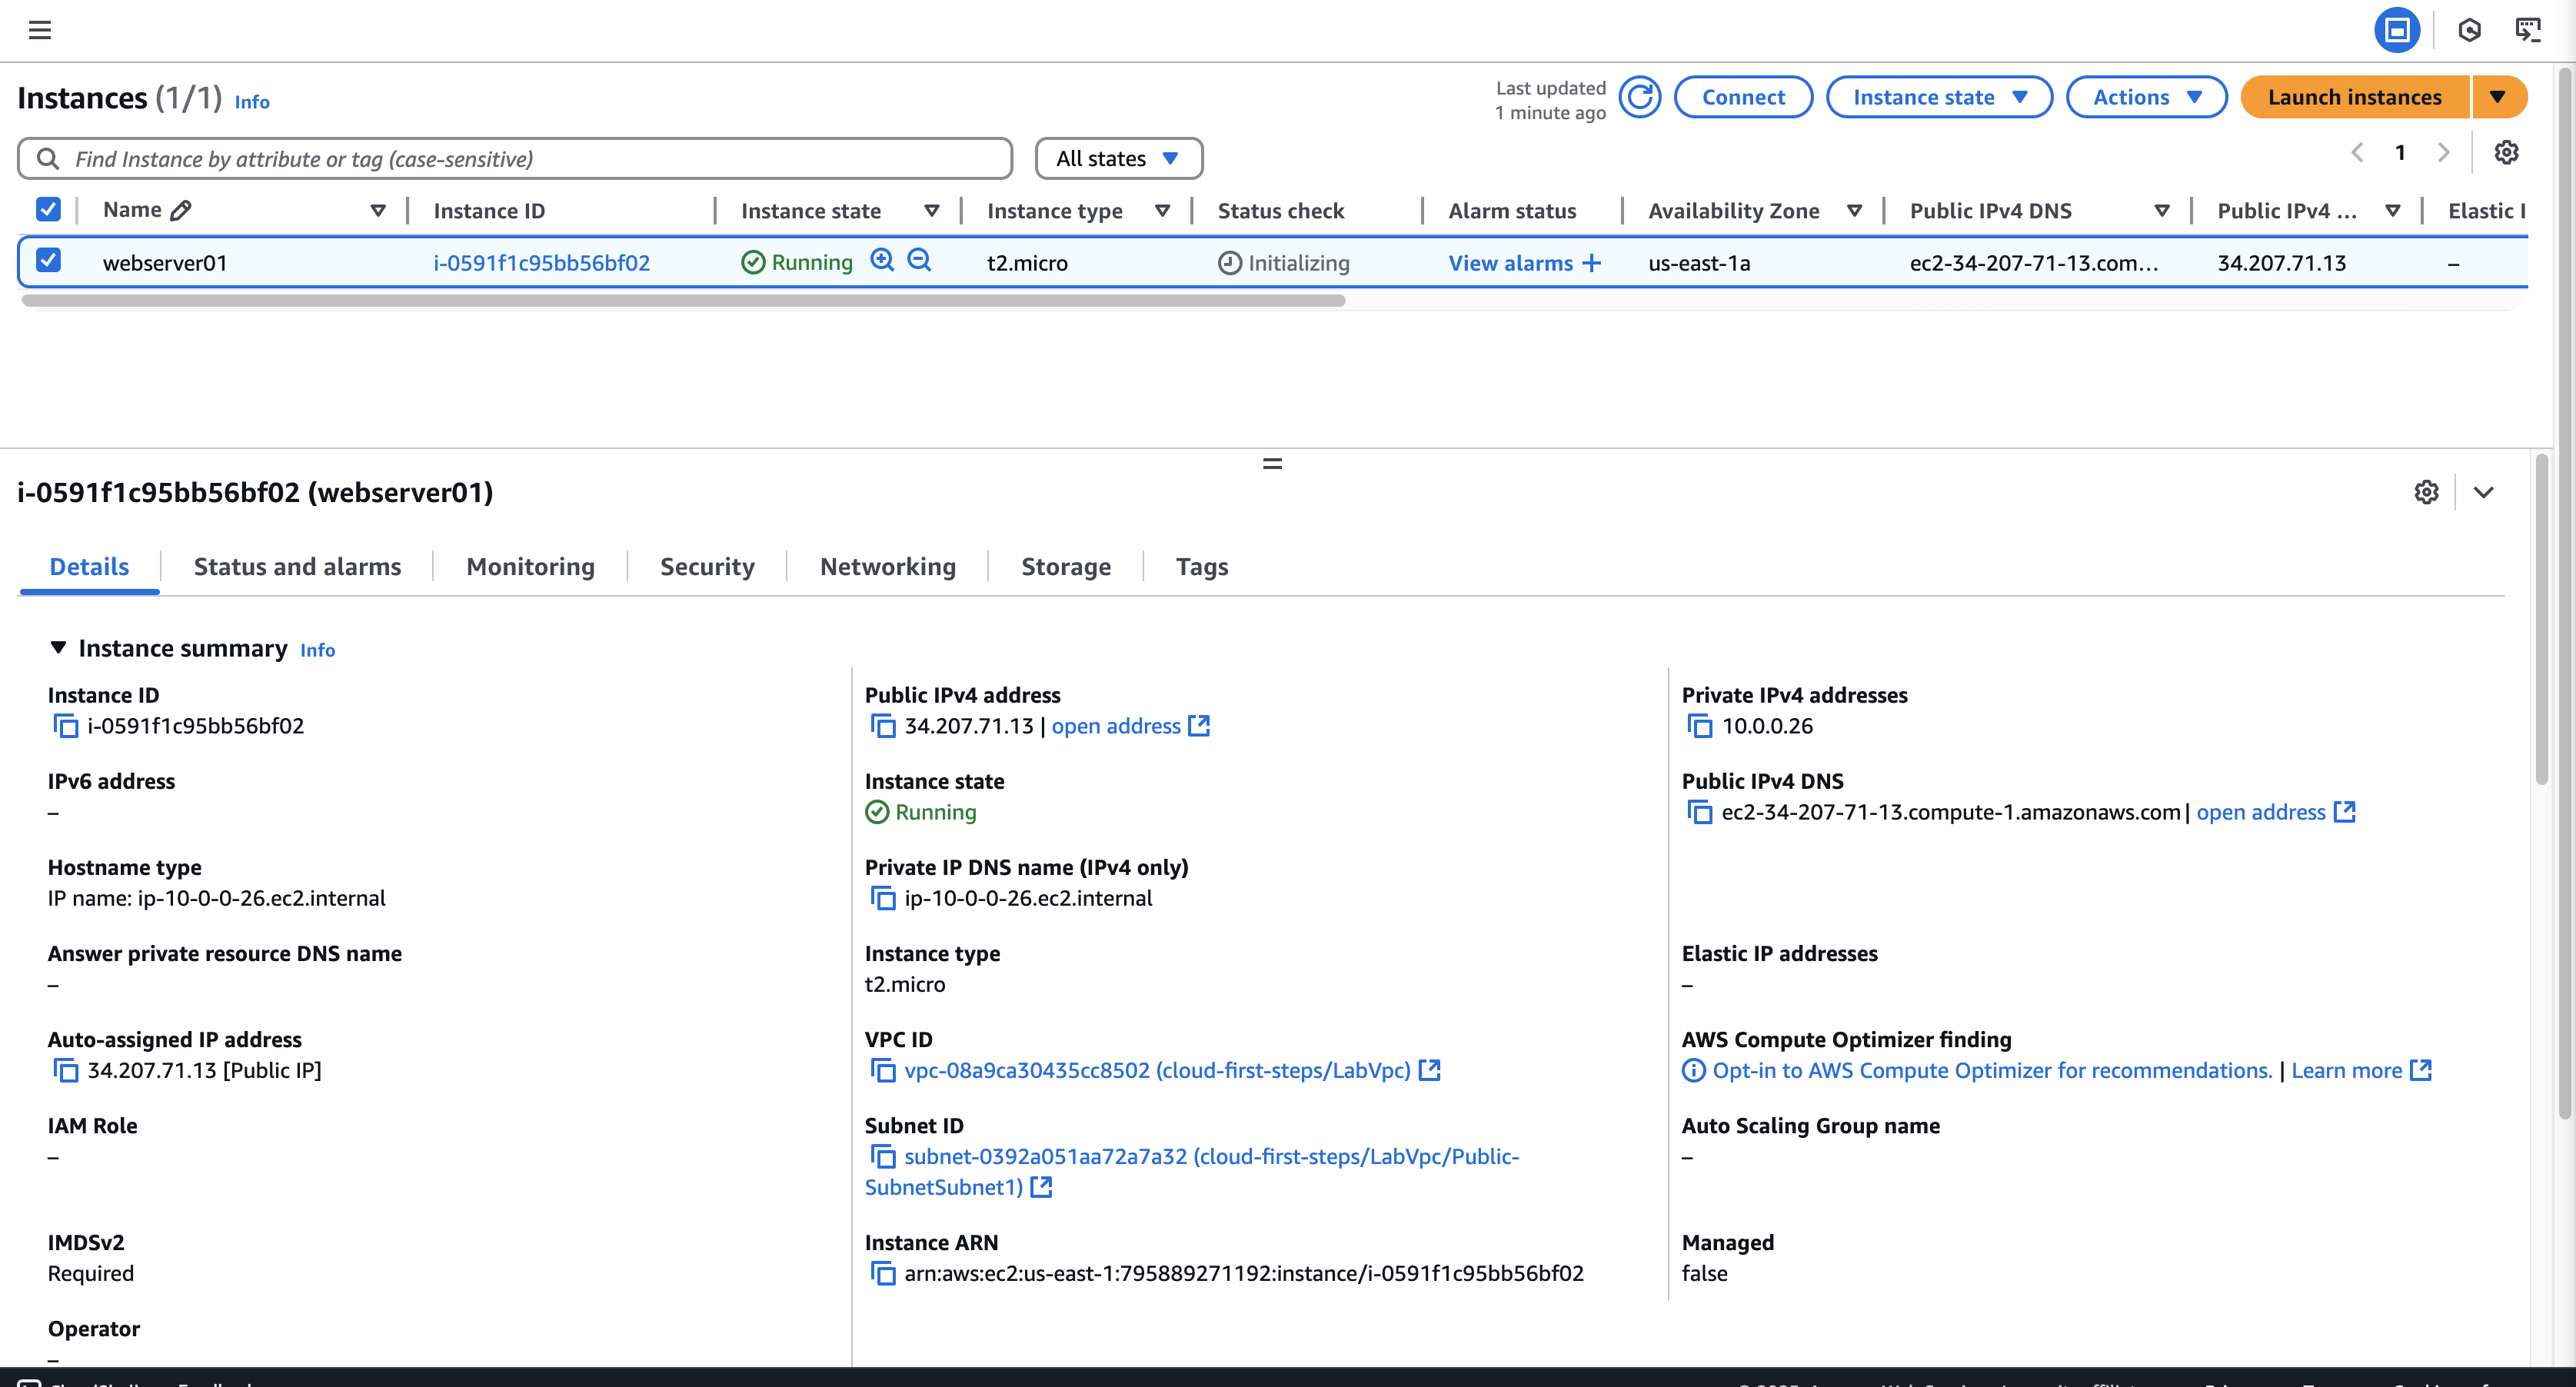 Instances (1/1) Info
Last updated
1 minute ago
Connect
Instance state
Actions
Launch instances
Find Instance by attribute or tag (case-sensitive)
All states
1
Name Instance ID Instance state Instance type Status check Alarm status Availability Zone Public IPv4 DNS Public IPv4 ... Elastic I
webserver01 i-0591f1c95bb56bf02 Running t2.micro Initializing View alarms + us-east-1a ec2-34-207-71-13.com... 34.207.71.13 –
i-0591f1c95bb56bf02 (webserver01)
Details Status and alarms Monitoring Security Networking Storage Tags
Instance summary Info
Instance ID
i-0591f1c95bb56bf02
Public IPv4 address
34.207.71.13 | open address
Private IPv4 addresses
10.0.0.26
IPv6 address
–
Instance state
Running
Public IPv4 DNS
ec2-34-207-71-13.compute-1.amazonaws.com | open address
Hostname type
IP name: ip-10-0-0-26.ec2.internal
Private IP DNS name (IPv4 only)
ip-10-0-0-26.ec2.internal
Answer private resource DNS name
–
Instance type
t2.micro
Elastic IP addresses
–
Auto-assigned IP address
34.207.71.13 [Public IP]
VPC ID
vpc-08a9ca30435cc8502 (cloud-first-steps/LabVpc)
AWS Compute Optimizer finding
Opt-in to AWS Compute Optimizer for recommendations. | Learn more
IAM Role
–
Subnet ID
subnet-0392a051aa72a7a32 (cloud-first-steps/LabVpc/Public-
SubnetSubnet1)
Auto Scaling Group name
–
IMDSv2
Required
Instance ARN
arn:aws:ec2:us-east-1:795889271192:instance/i-0591f1c95bb56bf02
Managed
false
Operator
–